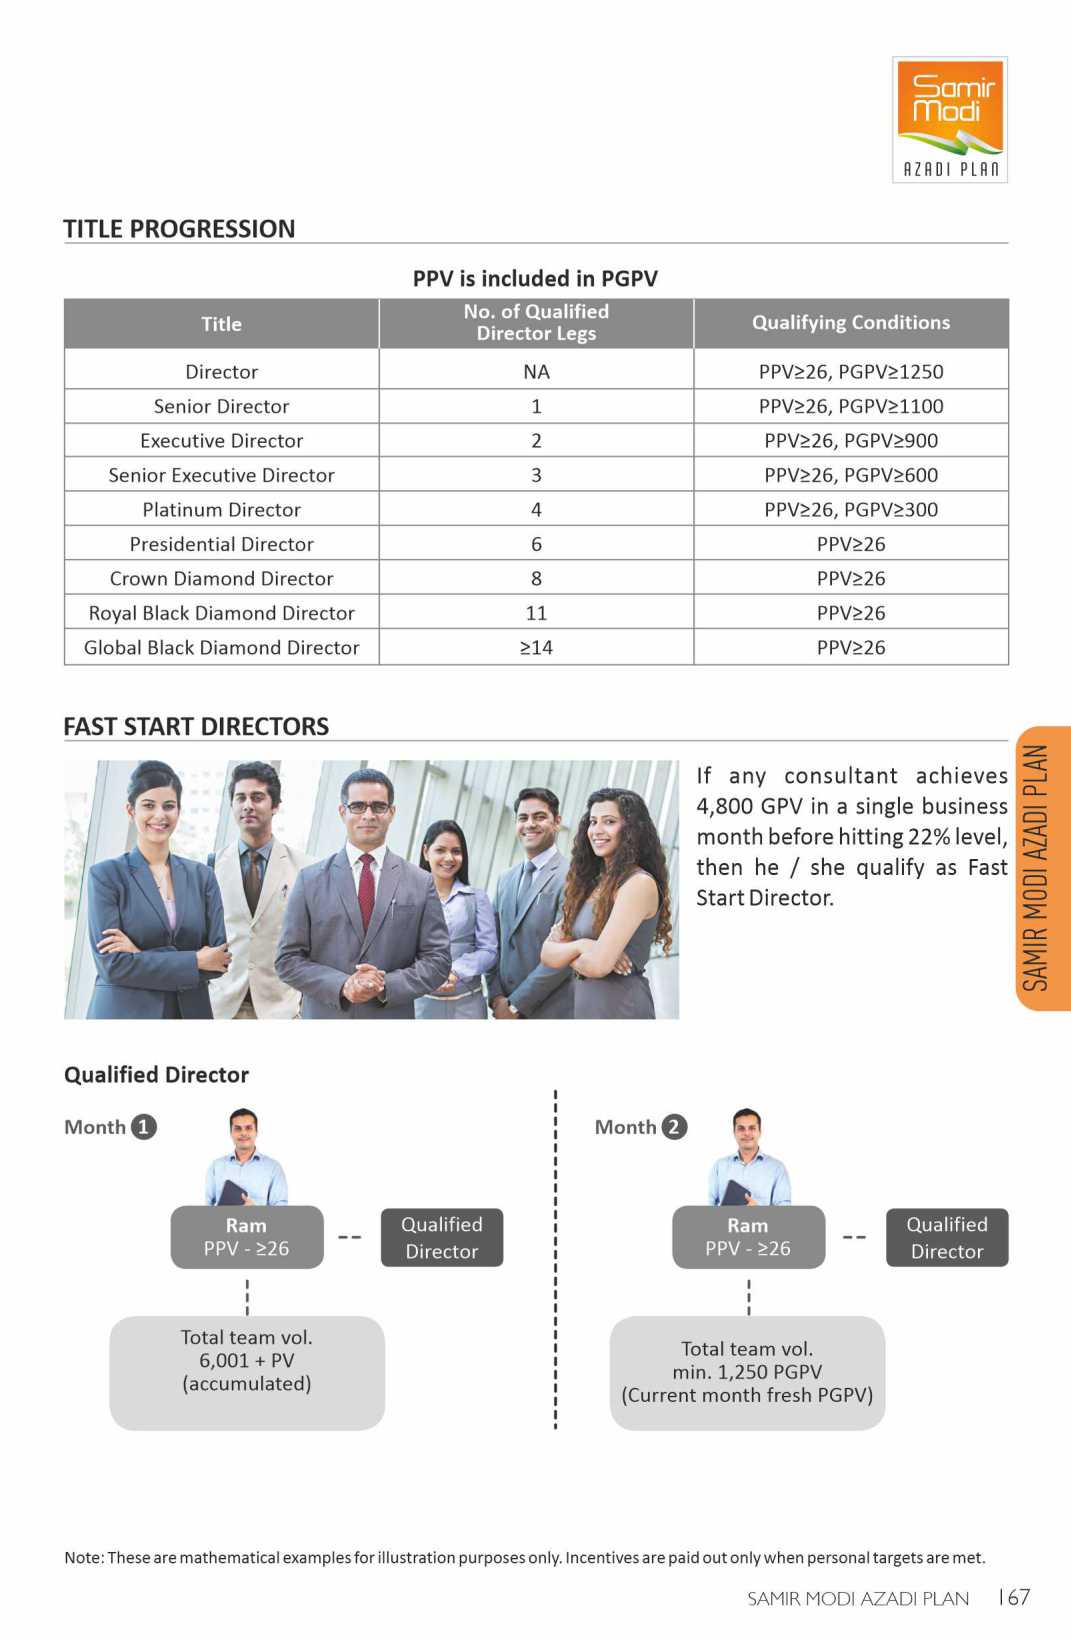 Samir
Modi
AZADI PLAN
TITLE PROGRESSION
PPV is included in PGPV
Title No. of Qualified Director Legs Qualifying Conditions
Director NA PPV≥26, PGPV≥1250
Senior Director 1 PPV≥26, PGPV≥1100
Executive Director 2 PPV≥26, PGPV≥900
Senior Executive Director 3 PPV≥26, PGPV≥600
Platinum Director 4 PPV≥26, PGPV≥300
Presidential Director 6 PPV≥26
Crown Diamond Director 8 PPV≥26
Royal Black Diamond Director 11 PPV≥26
Global Black Diamond Director ≥14 PPV≥26
FAST START DIRECTORS
If any consultant achieves
4,800 GPV in a single business
month before hitting 22% level,
then he / she qualify as Fast
Start Director.
SAMIR MODI AZADI PLAN
Qualified Director
Month 1
Ram
PPV - ≥26
Qualified
Director
Total team vol.
6,001 + PV
(accumulated)
Month 2
Ram
PPV - ≥26
Qualified
Director
Total team vol.
min. 1,250 PGPV
(Current month fresh PGPV)
Note: These are mathematical examples for illustration purposes only. Incentives are paid out only when personal targets are met.
SAMIR MODI AZADI PLAN 167